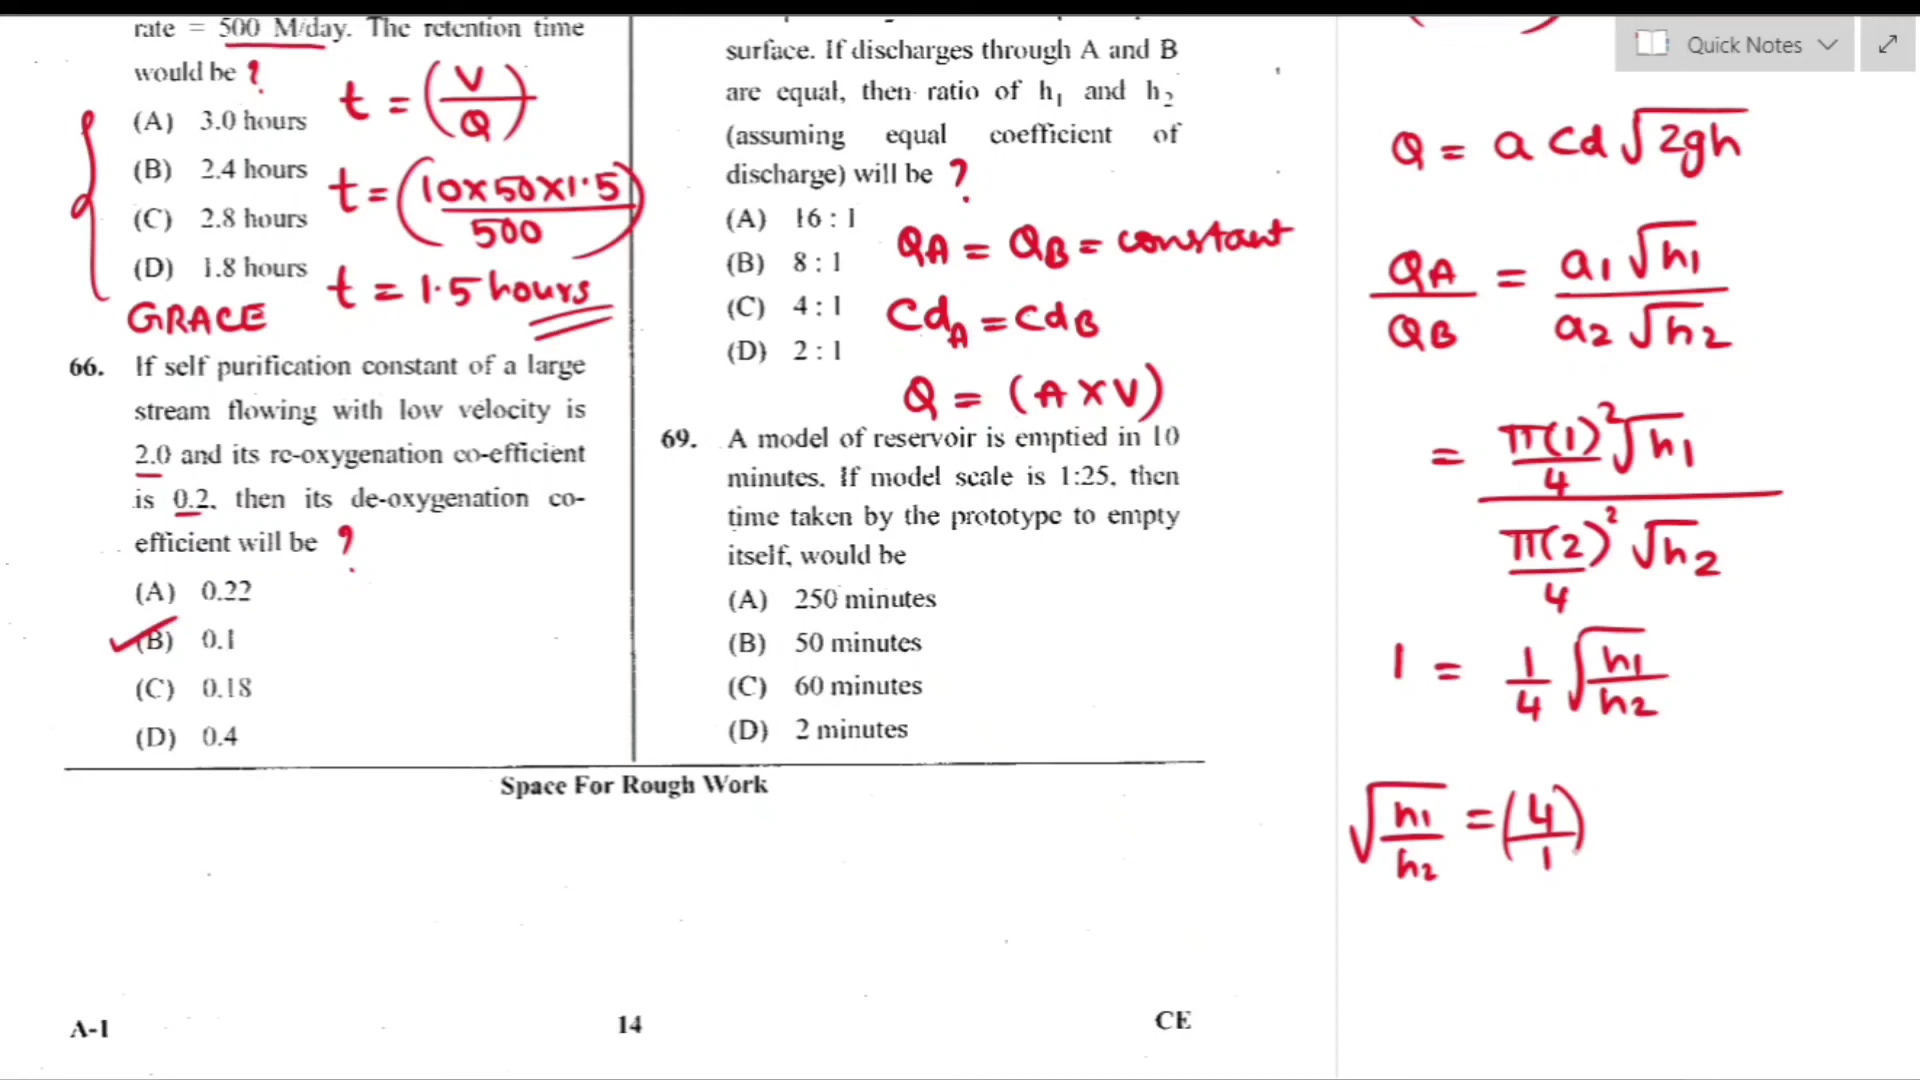 rate = 500 M/day. The retention time
would be ?
(A) 3.0 hours
(B) 2.4 hours
(C) 2.8 hours
(D) 1.8 hours
t = (V/Q)
t = (10x50x1.5/500)
t = 1.5 hours
GRACE
66. If self purification constant of a large
stream flowing with low velocity is
2.0 and its re-oxygenation co-efficient
is 0.2, then its de-oxygenation co-
efficient will be ?
(A) 0.22
(B) 0.1
(C) 0.18
(D) 0.4
surface. If discharges through A and B
are equal, then ratio of h₁ and h₂
(assuming equal coefficient of
discharge) will be ?
(A) 16 : 1
(B) 8 : 1
(C) 4 : 1
(D) 2 : 1
QA = QB = constant
CdA = CdB
Q = (A x V)
69. A model of reservoir is emptied in 10
minutes. If model scale is 1:25, then
time taken by the prototype to empty
itself, would be
(A) 250 minutes
(B) 50 minutes
(C) 60 minutes
(D) 2 minutes
Space For Rough Work
A-1
14
CE
Quick Notes
Q = a Cd √2gh
QA/QB = a1 √h1 / a2 √h2
= π(1)²/4 √h1 / π(2)²/4 √h2
1 = 1/4 √h1/h2
√h1/h2 = (4/1)